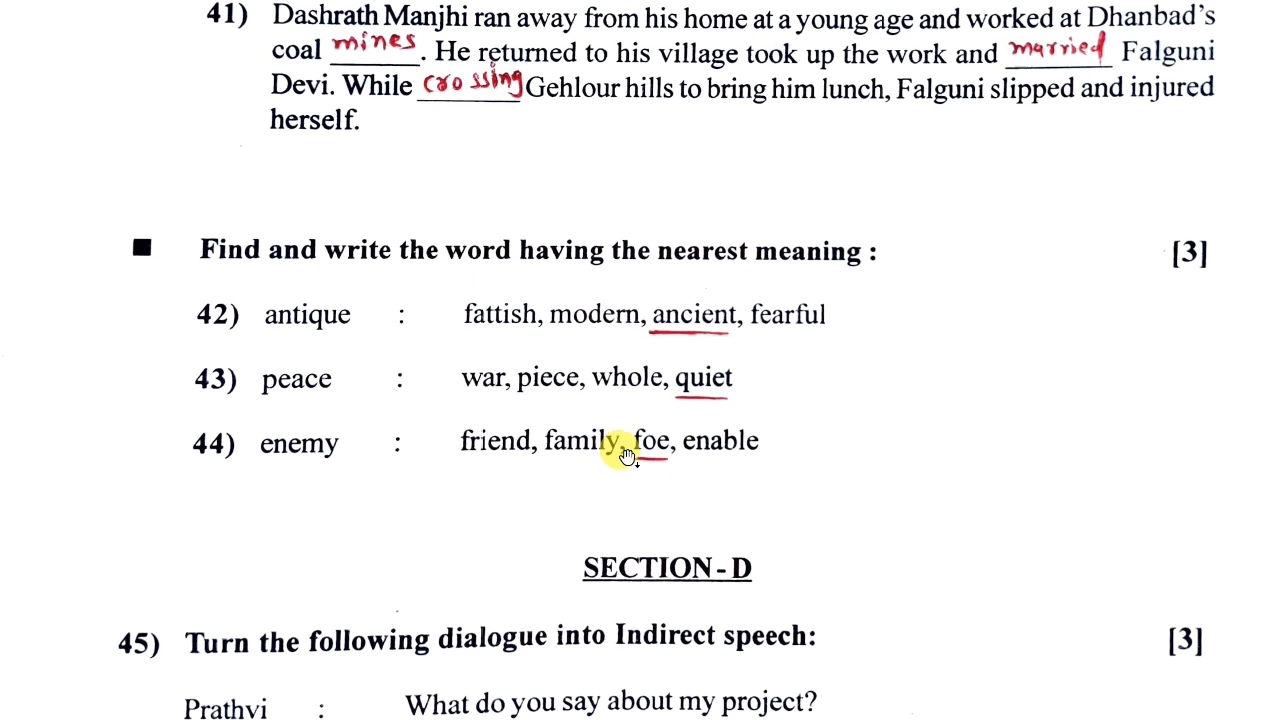 41) Dashrath Manjhi ran away from his home at a young age and worked at Dhanbad's
coal mines. He returned to his village took up the work and married Falguni
Devi. While crossing Gehlour hills to bring him lunch, Falguni slipped and injured
herself.
■ Find and write the word having the nearest meaning : [3]
42) antique : fattish, modern, ancient, fearful
43) peace : war, piece, whole, quiet
44) enemy : friend, family, foe, enable
SECTION - D
45) Turn the following dialogue into Indirect speech: [3]
Prathvi : What do you say about my project?